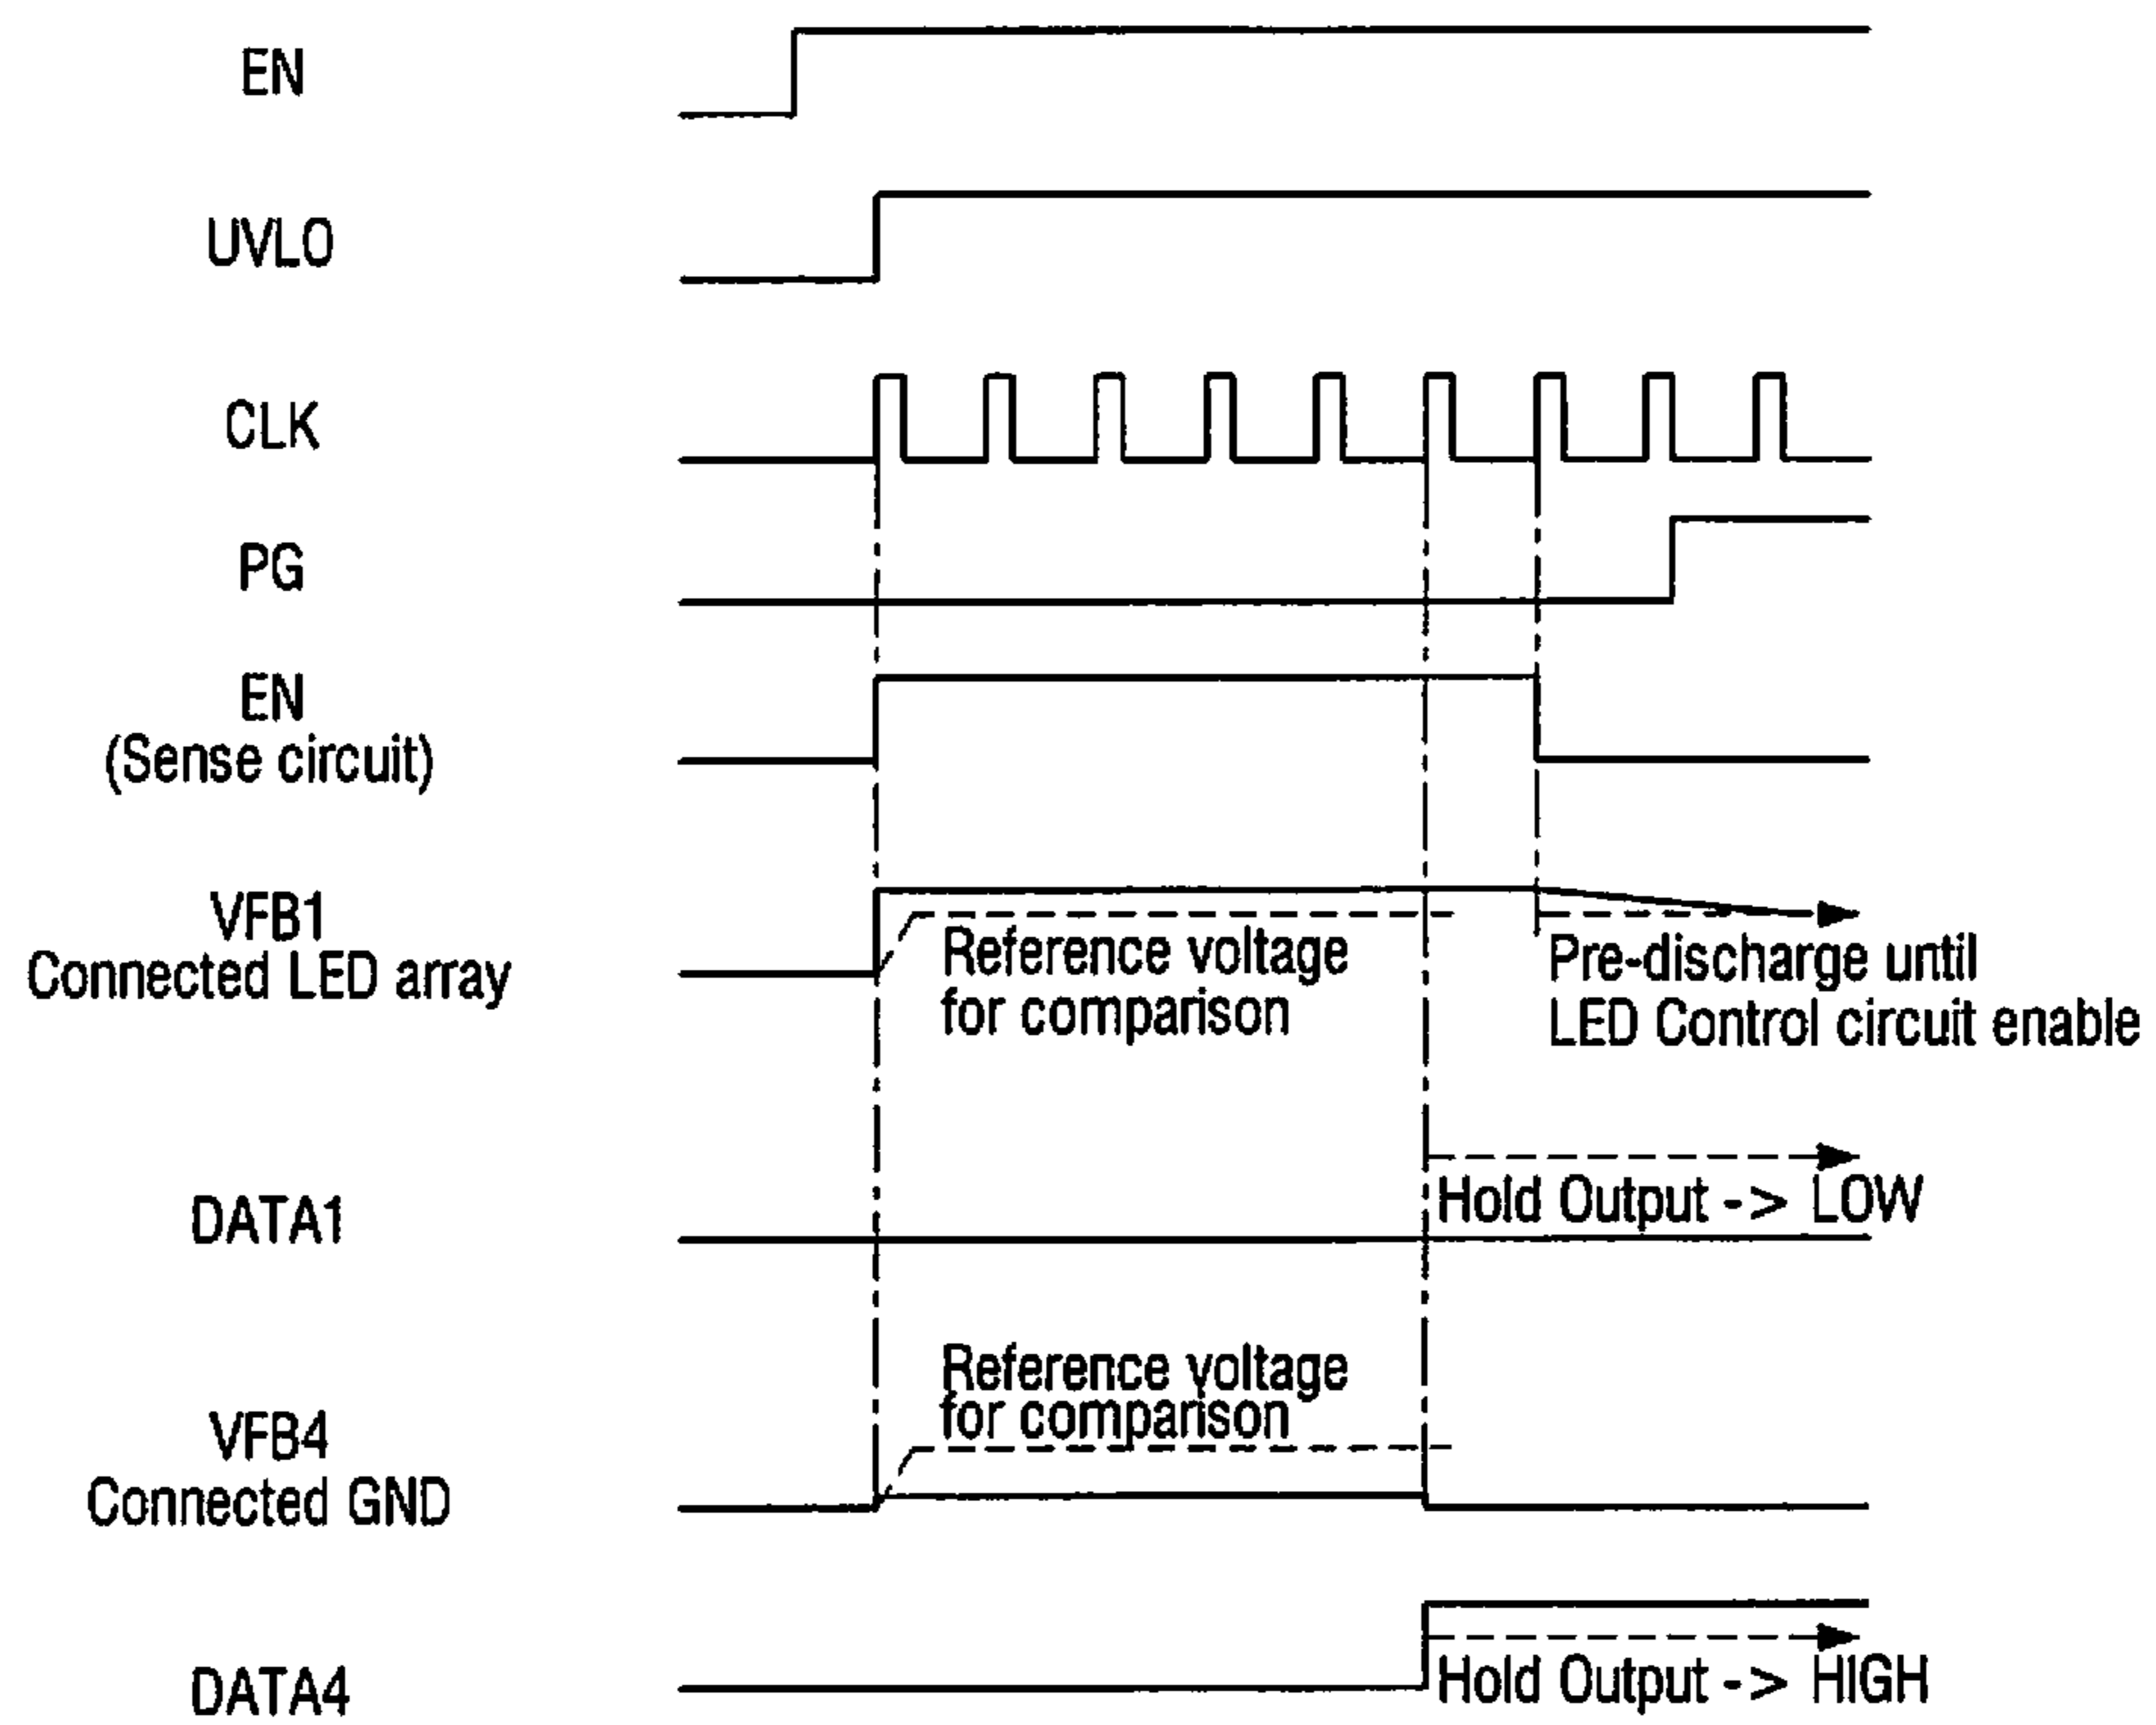 EN
UVLO
CLK
PG
EN
(Sense circuit)
VFB1
Connected LED array
Reference voltage
for comparison
Pre-discharge until
LED Control circuit enable
DATA1
Hold Output -> LOW
VFB4
Connected GND
Reference voltage
for comparison
DATA4
Hold Output -> HIGH